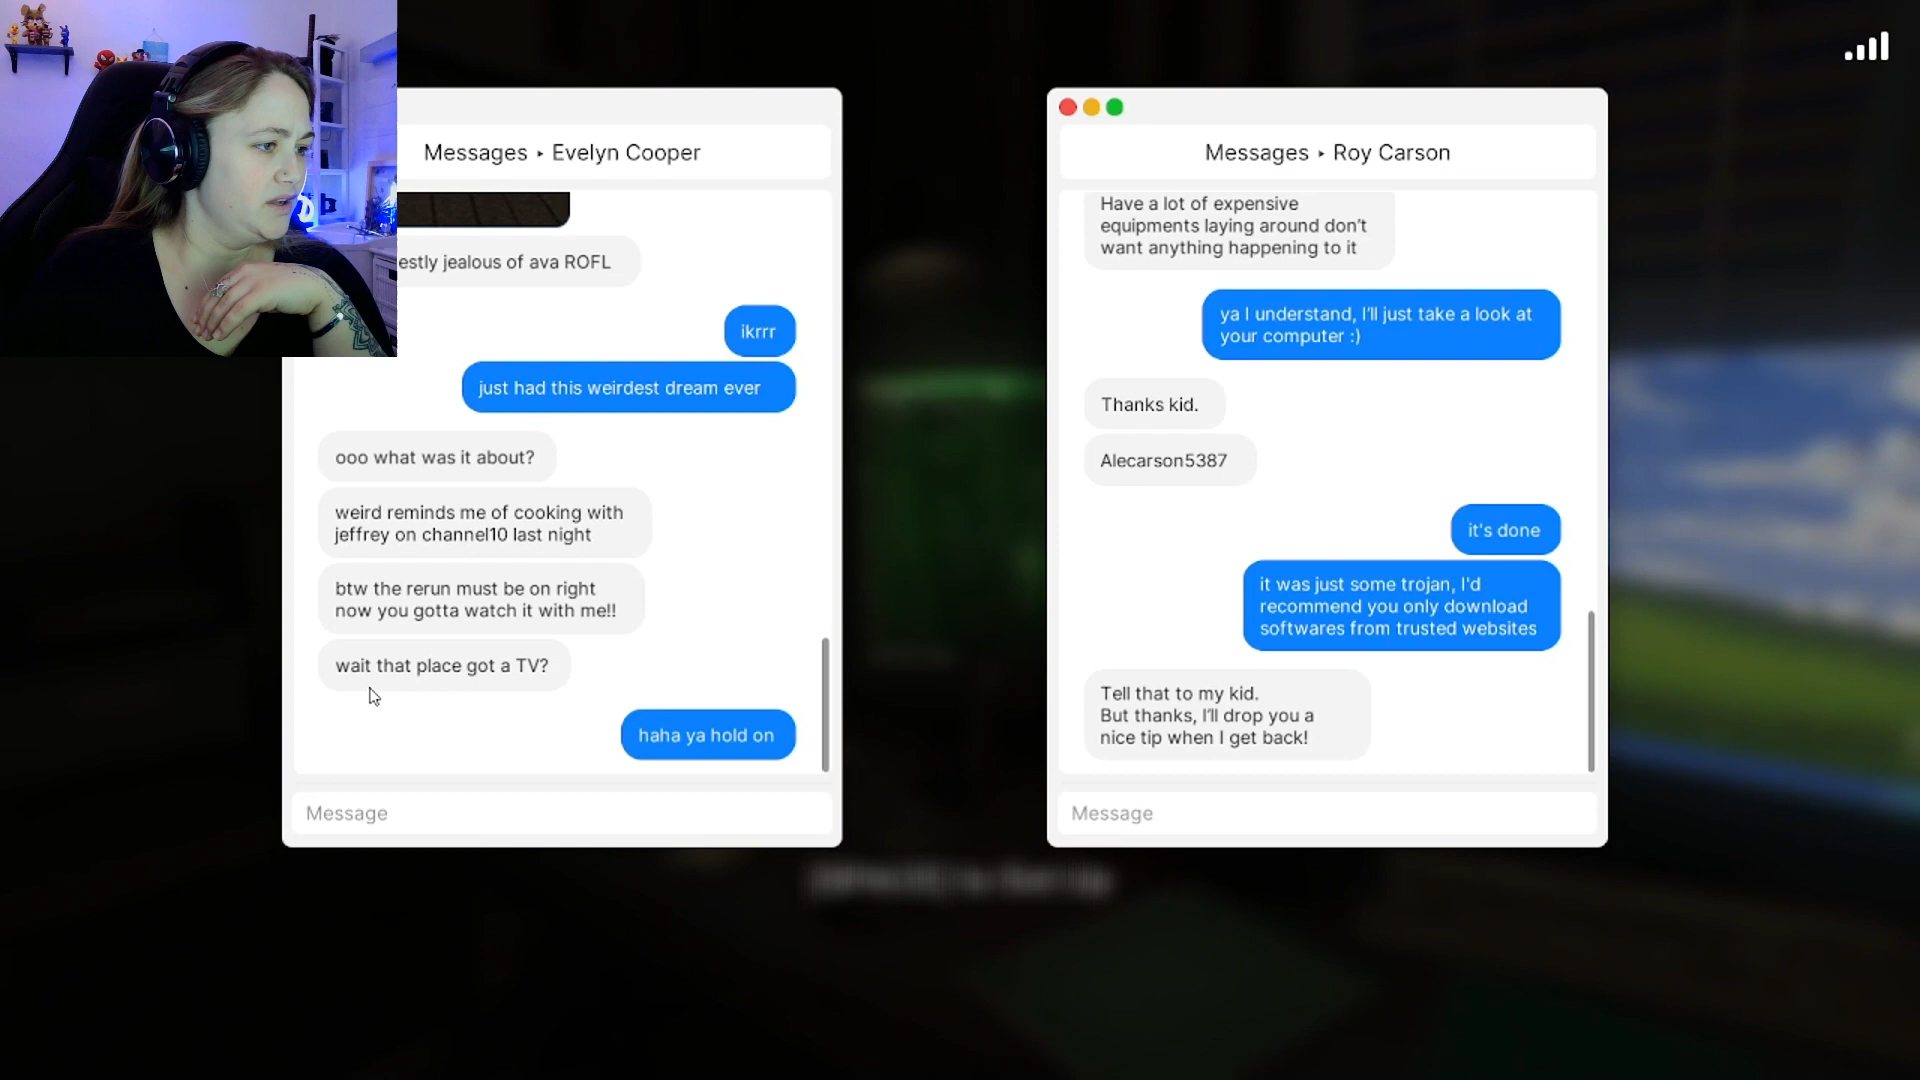 Messages ▸ Evelyn Cooper
estly jealous of ava ROFL
ikrrr
just had this weirdest dream ever
ooo what was it about?
weird reminds me of cooking with
jeffrey on channel10 last night
btw the rerun must be on right
now you gotta watch it with me!!
wait that place got a TV?
haha ya hold on
Message
Messages ▸ Roy Carson
Have a lot of expensive
equipments laying around don't
want anything happening to it
ya I understand, I'll just take a look at
your computer :)
Thanks kid.
Alecarson5387
it's done
it was just some trojan, I'd
recommend you only download
softwares from trusted websites
Tell that to my kid.
But thanks, I'll drop you a
nice tip when I get back!
Message